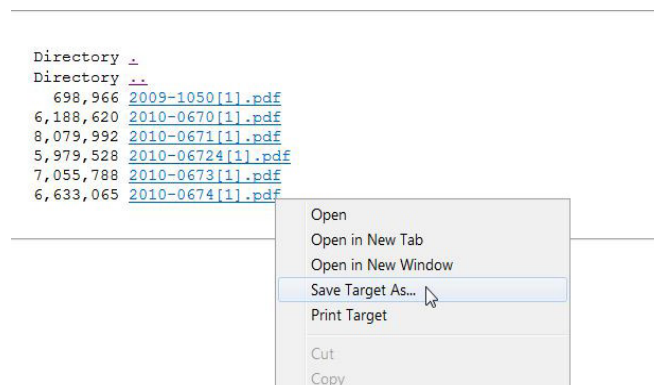 Directory .
Directory ..
698,966 2009-1050[1].pdf
6,188,620 2010-0670[1].pdf
8,079,992 2010-0671[1].pdf
5,979,528 2010-06724[1].pdf
7,055,788 2010-0673[1].pdf
6,633,065 2010-0674[1].pdf
Open
Open in New Tab
Open in New Window
Save Target As...
Print Target
Cut
Copy